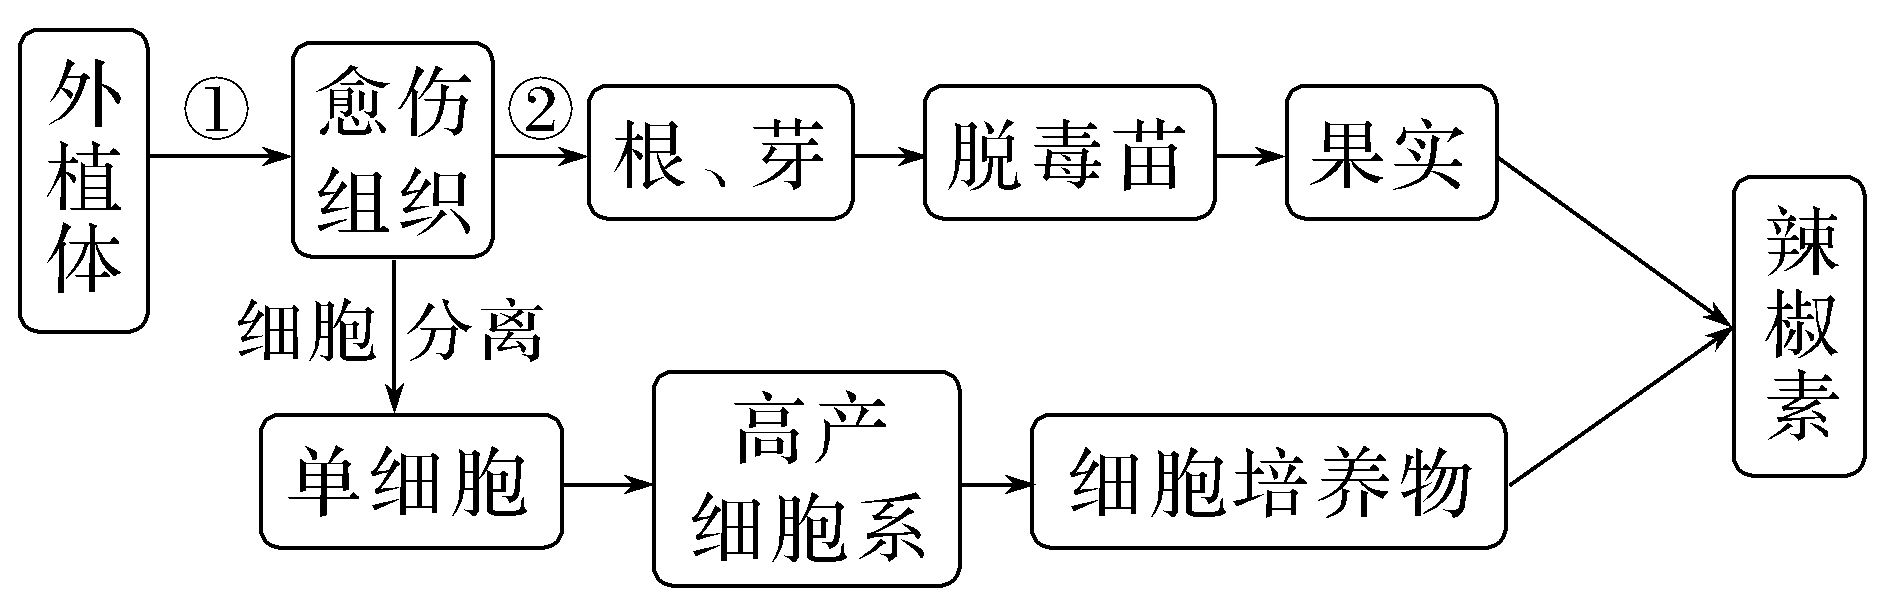 外植体
①
愈伤
组织
②
根、芽
脱毒苗
果实
辣椒素
细胞分离
单细胞
高产
细胞系
细胞培养物